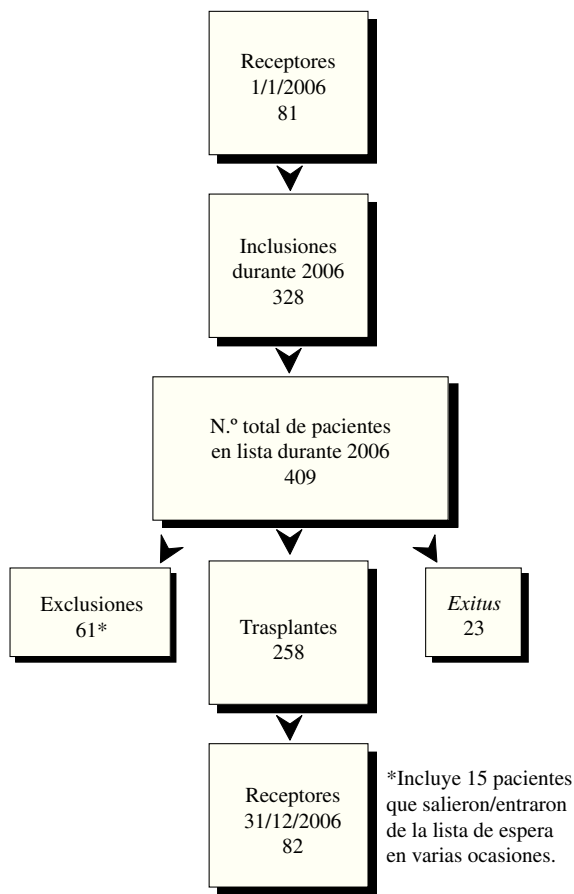 Receptores
1/1/2006
81
Inclusiones
durante 2006
328
N.º total de pacientes
en lista durante 2006
409
Exclusiones
61*
Trasplantes
258
Exitus
23
Receptores
31/12/2006
82
*Incluye 15 pacientes
que salieron/entraron
de la lista de espera
en varias ocasiones.